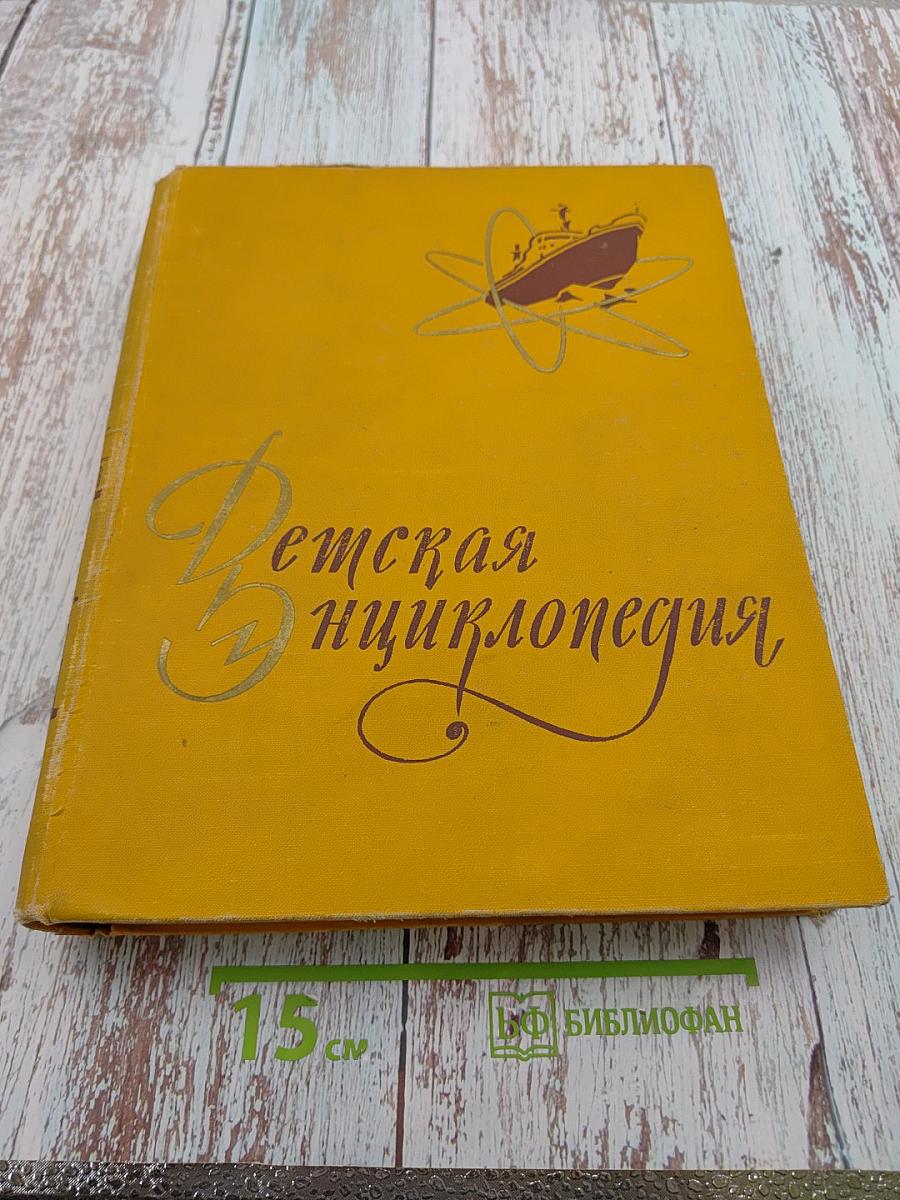 Детская
Энциклопедия
15 см
БФ БИБЛИОФАН